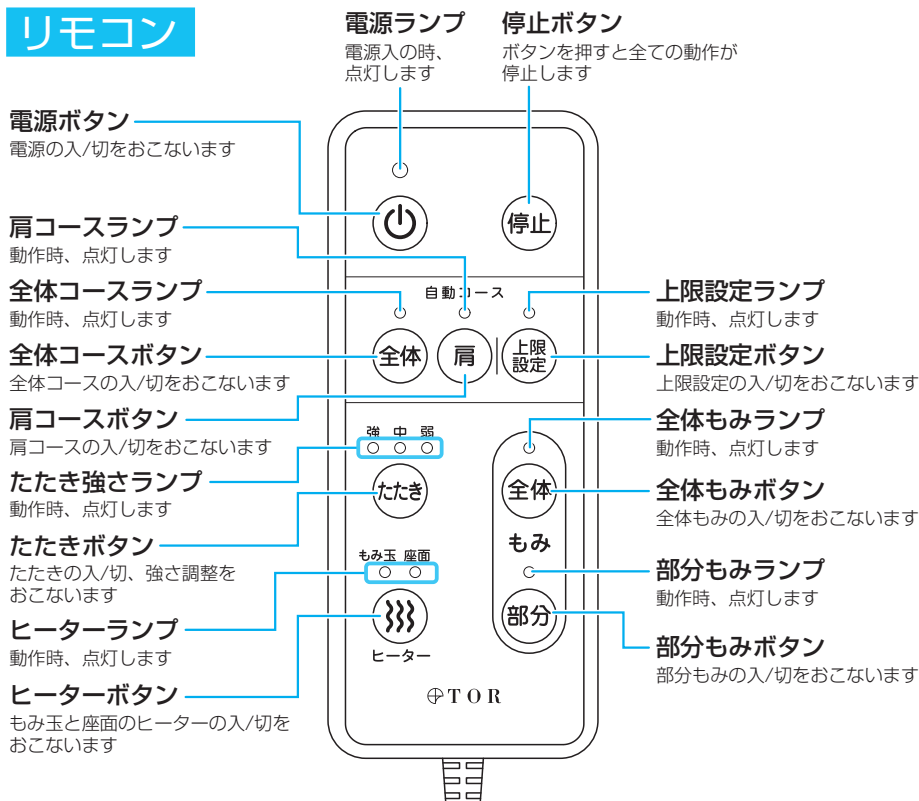 リモコン
電源ランプ
電源入の時、
点灯します
停止ボタン
ボタンを押すと全ての動作が
停止します
電源ボタン
電源の入/切をおこないます
肩コースランプ
動作時、点灯します
全体コースランプ
動作時、点灯します
全体コースボタン
全体コースの入/切をおこないます
肩コースボタン
肩コースの入/切をおこないます
たたき強さランプ
動作時、点灯します
たたきボタン
たたきの入/切、強さ調整を
おこないます
ヒーターランプ
動作時、点灯します
ヒーターボタン
もみ玉と座面のヒーターの入/切を
おこないます
停止
自動コース
全体
肩
上限
設定
強 中 弱
たたき
全体
もみ
もみ玉 座面
部分
ヒーター
TOR
上限設定ランプ
動作時、点灯します
上限設定ボタン
上限設定の入/切をおこないます
全体もみランプ
動作時、点灯します
全体もみボタン
全体もみの入/切をおこないます
部分もみランプ
動作時、点灯します
部分もみボタン
部分もみの入/切をおこないます